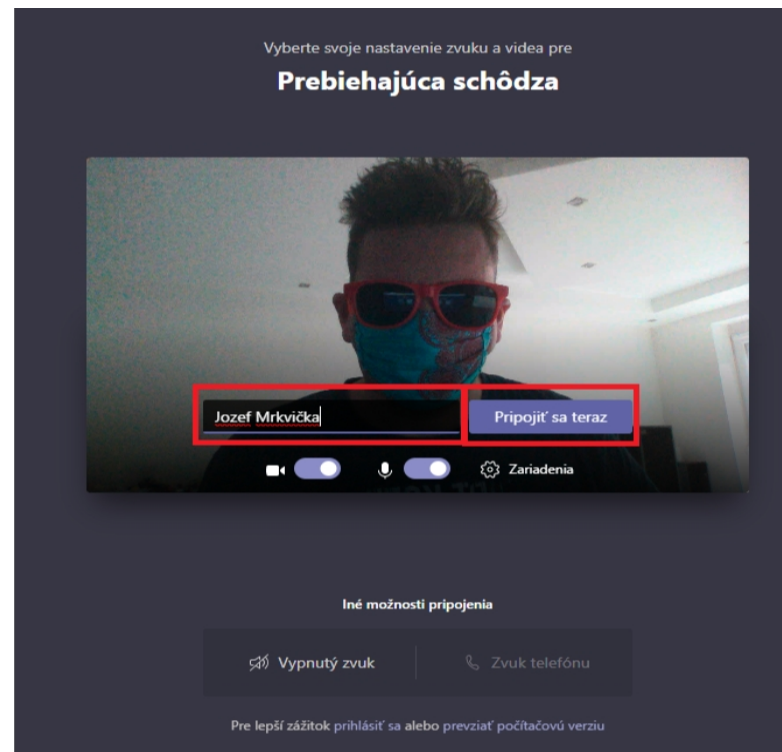 Vyberte svoje nastavenie zvuku a videa pre
Prebiehajúca schôdza
Jozef Mrkvička
Pripojiť sa teraz
Zariadenia
Iné možnosti pripojenia
Vypnutý zvuk
Zvuk telefónu
Pre lepší zážitok prihlásiť sa alebo prevziať počítačovú verziu